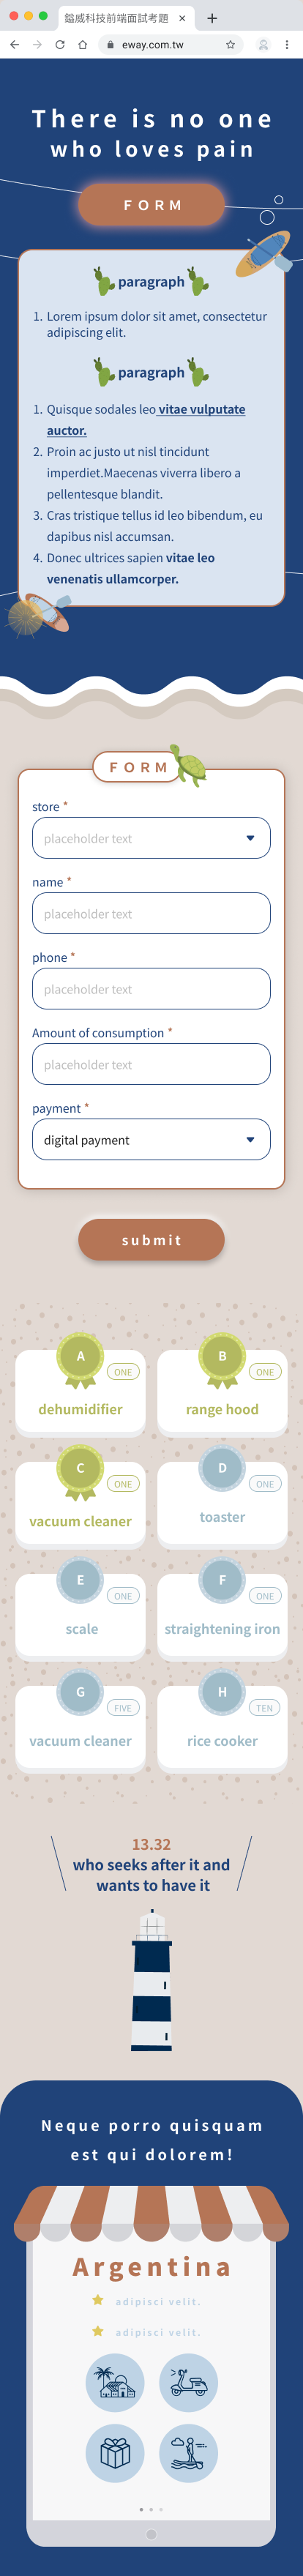 鎰威科技前端面試考題
eway.com.tw
There is no one
who loves pain
FORM
paragraph
1. Lorem ipsum dolor sit amet, consectetur
adipiscing elit.
paragraph
1. Quisque sodales leo vitae vulputate
auctor.
2. Proin ac justo ut nisl tincidunt
imperdiet.Maecenas viverra libero a
pellentesque blandit.
3. Cras tristique tellus id leo bibendum, eu
dapibus nisl accumsan.
4. Donec ultrices sapien vitae leo
venenatis ullamcorper.
FORM
store *
placeholder text
name *
placeholder text
phone *
placeholder text
Amount of consumption *
placeholder text
payment *
digital payment
submit
A
ONE
dehumidifier
B
ONE
range hood
C
ONE
vacuum cleaner
D
ONE
toaster
E
ONE
scale
F
ONE
straightening iron
G
FIVE
vacuum cleaner
H
TEN
rice cooker
13.32
who seeks after it and
wants to have it
Neque porro quisquam
est qui dolorem!
Argentina
adipisci velit.
adipisci velit.